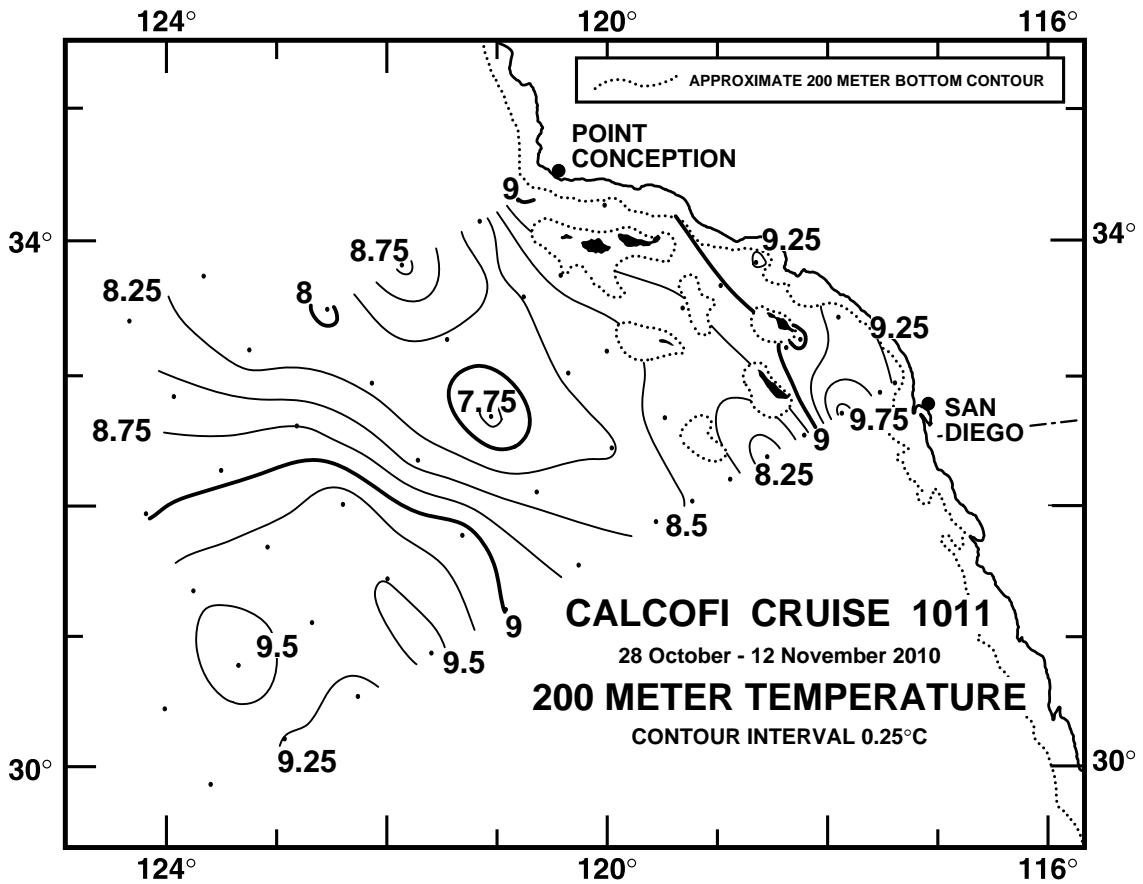 124° 120° 116°
APPROXIMATE 200 METER BOTTOM CONTOUR
POINT
CONCEPTION
9
34° 8.75 9.25 34°
8.25 8
9.25
7.75
8.75 9.75 SAN
DIEGO
9
8.25
8.5
CALCOFI CRUISE 1011
9
9.5 9.5
28 October - 12 November 2010
200 METER TEMPERATURE
CONTOUR INTERVAL 0.25°C
9.25
30° 30°
124° 120° 116°